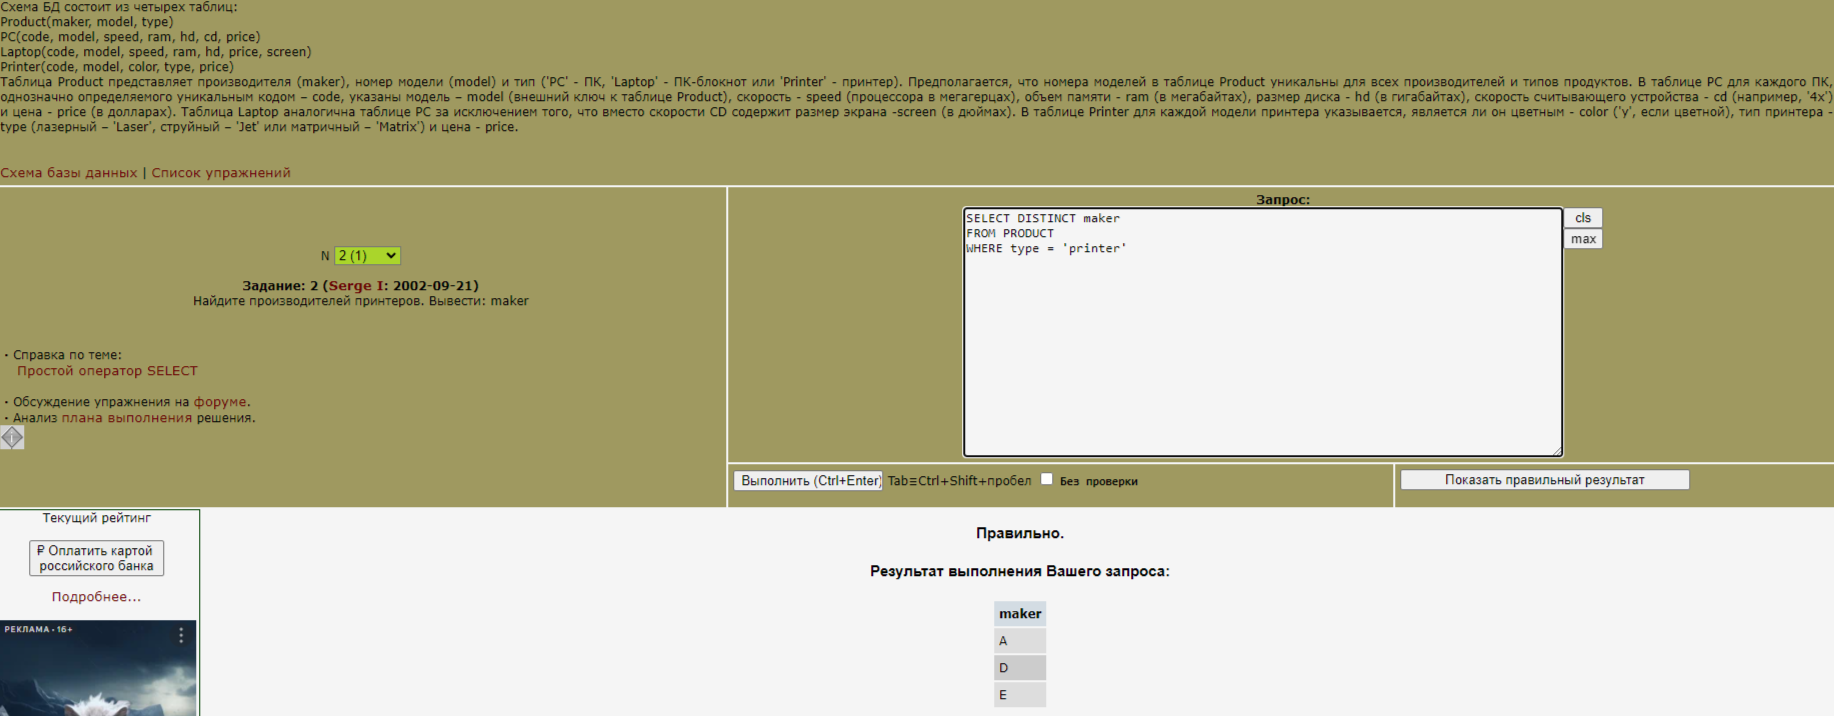 Схема БД состоит из четырех таблиц:
Product(maker, model, type)
PC(code, model, speed, ram, hd, cd, price)
Laptop(code, model, speed, ram, hd, price, screen)
Printer(code, model, color, type, price)
Таблица Product представляет производителя (maker), номер модели (model) и тип ('PC' - ПК, 'Laptop' - ПК-блокнот или 'Printer' - принтер). Предполагается, что номера моделей в таблице Product уникальны для всех производителей и типов продуктов. В таблице PC для каждого ПК,
однозначно определяемого уникальным кодом – code, указаны модель – model (внешний ключ к таблице Product), скорость - speed (процессора в мегагерцах), объем памяти - ram (в мегабайтах), размер диска - hd (в гигабайтах), скорость считывающего устройства - cd (например, '4x')
и цена - price (в долларах). Таблица Laptop аналогична таблице РС за исключением того, что вместо скорости CD содержит размер экрана -screen (в дюймах). В таблице Printer для каждой модели принтера указывается, является ли он цветным - color ('y', если цветной), тип принтера -
type (лазерный – 'Laser', струйный – 'Jet' или матричный – 'Matrix') и цена - price.
Схема базы данных | Список упражнений
N 2 (1)
Задание: 2 (Serge I: 2002-09-21)
Найдите производителей принтеров. Вывести: maker
· Справка по теме:
Простой оператор SELECT
· Обсуждение упражнения на форуме.
· Анализ плана выполнения решения.
Запрос:
SELECT DISTINCT maker
FROM PRODUCT
WHERE type = 'printer'
cls
max
Выполнить (Ctrl+Enter) Tab≡Ctrl+Shift+пробел Без проверки
Показать правильный результат
Текущий рейтинг
₽ Оплатить картой
российского банка
Подробнее...
РЕКЛАМА • 16+
Правильно.
Результат выполнения Вашего запроса:
maker
A
D
E